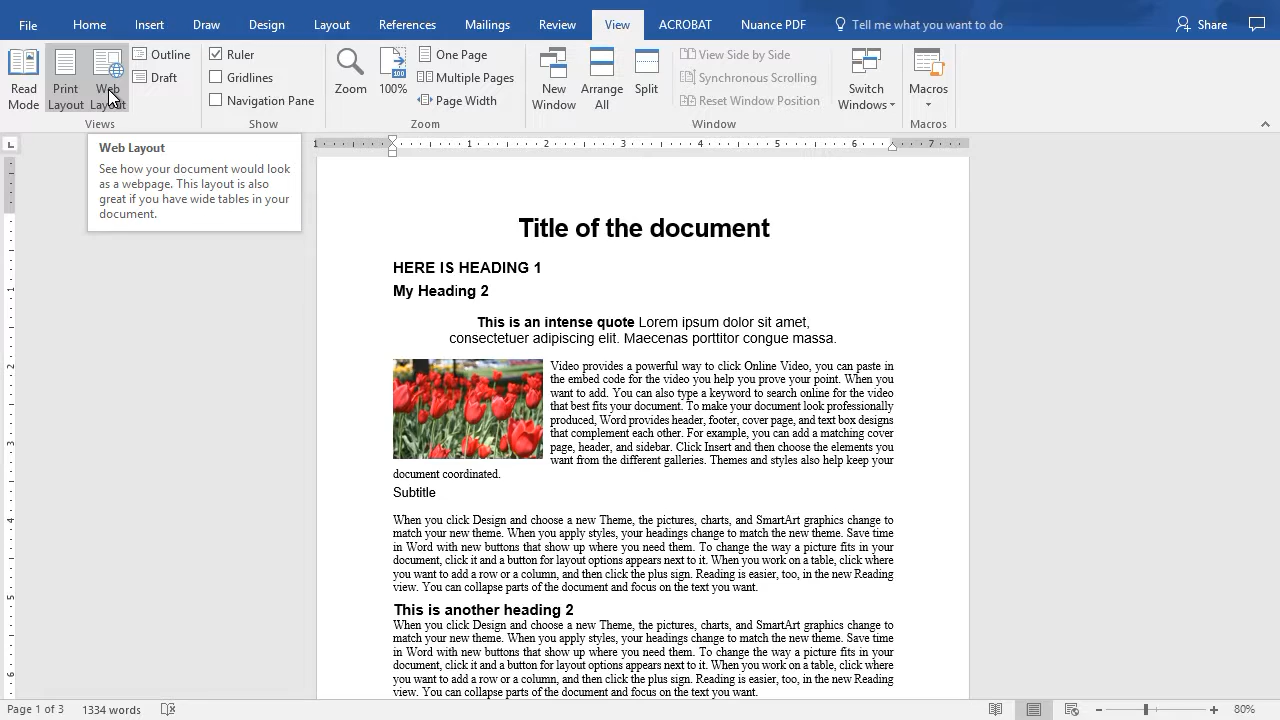 File Home Insert Draw Design Layout References Mailings Review View ACROBAT Nuance PDF Tell me what you want to do Share
Read Mode
Print Layout
Web Layout
Outline
Draft
Views
Ruler
Gridlines
Navigation Pane
Show
Zoom
100
100%
One Page
Multiple Pages
Page Width
Zoom
New Window
Arrange All
Split
View Side by Side
Synchronous Scrolling
Reset Window Position
Window
Switch Windows
Macros
Macros
Web Layout
See how your document would look
as a webpage. This layout is also
great if you have wide tables in your
document.
1 1 2 3 4 5 6 7
1
2
3
4
5
6
Title of the document
HERE IS HEADING 1
My Heading 2
This is an intense quote Lorem ipsum dolor sit amet,
consectetuer adipiscing elit. Maecenas porttitor congue massa.
Video provides a powerful way to click Online Video, you can paste in
the embed code for the video you help you prove your point. When you
want to add. You can also type a keyword to search online for the video
that best fits your document. To make your document look professionally
produced, Word provides header, footer, cover page, and text box designs
that complement each other. For example, you can add a matching cover
page, header, and sidebar. Click Insert and then choose the elements you
want from the different galleries. Themes and styles also help keep your
document coordinated.
Subtitle
When you click Design and choose a new Theme, the pictures, charts, and SmartArt graphics change to
match your new theme. When you apply styles, your headings change to match the new theme. Save time
in Word with new buttons that show up where you need them. To change the way a picture fits in your
document, click it and a button for layout options appears next to it. When you work on a table, click where
you want to add a row or a column, and then click the plus sign. Reading is easier, too, in the new Reading
view. You can collapse parts of the document and focus on the text you want.
This is another heading 2
When you click Design and choose a new Theme, the pictures, charts, and SmartArt graphics change to
match your new theme. When you apply styles, your headings change to match the new theme. Save time
in Word with new buttons that show up where you need them. To change the way a picture fits in your
document, click it and a button for layout options appears next to it. When you work on a table, click where
you want to add a row or a column, and then click the plus sign. Reading is easier, too, in the new Reading
view. You can collapse parts of the document and focus on the text you want.
Page 1 of 3 1334 words 80%